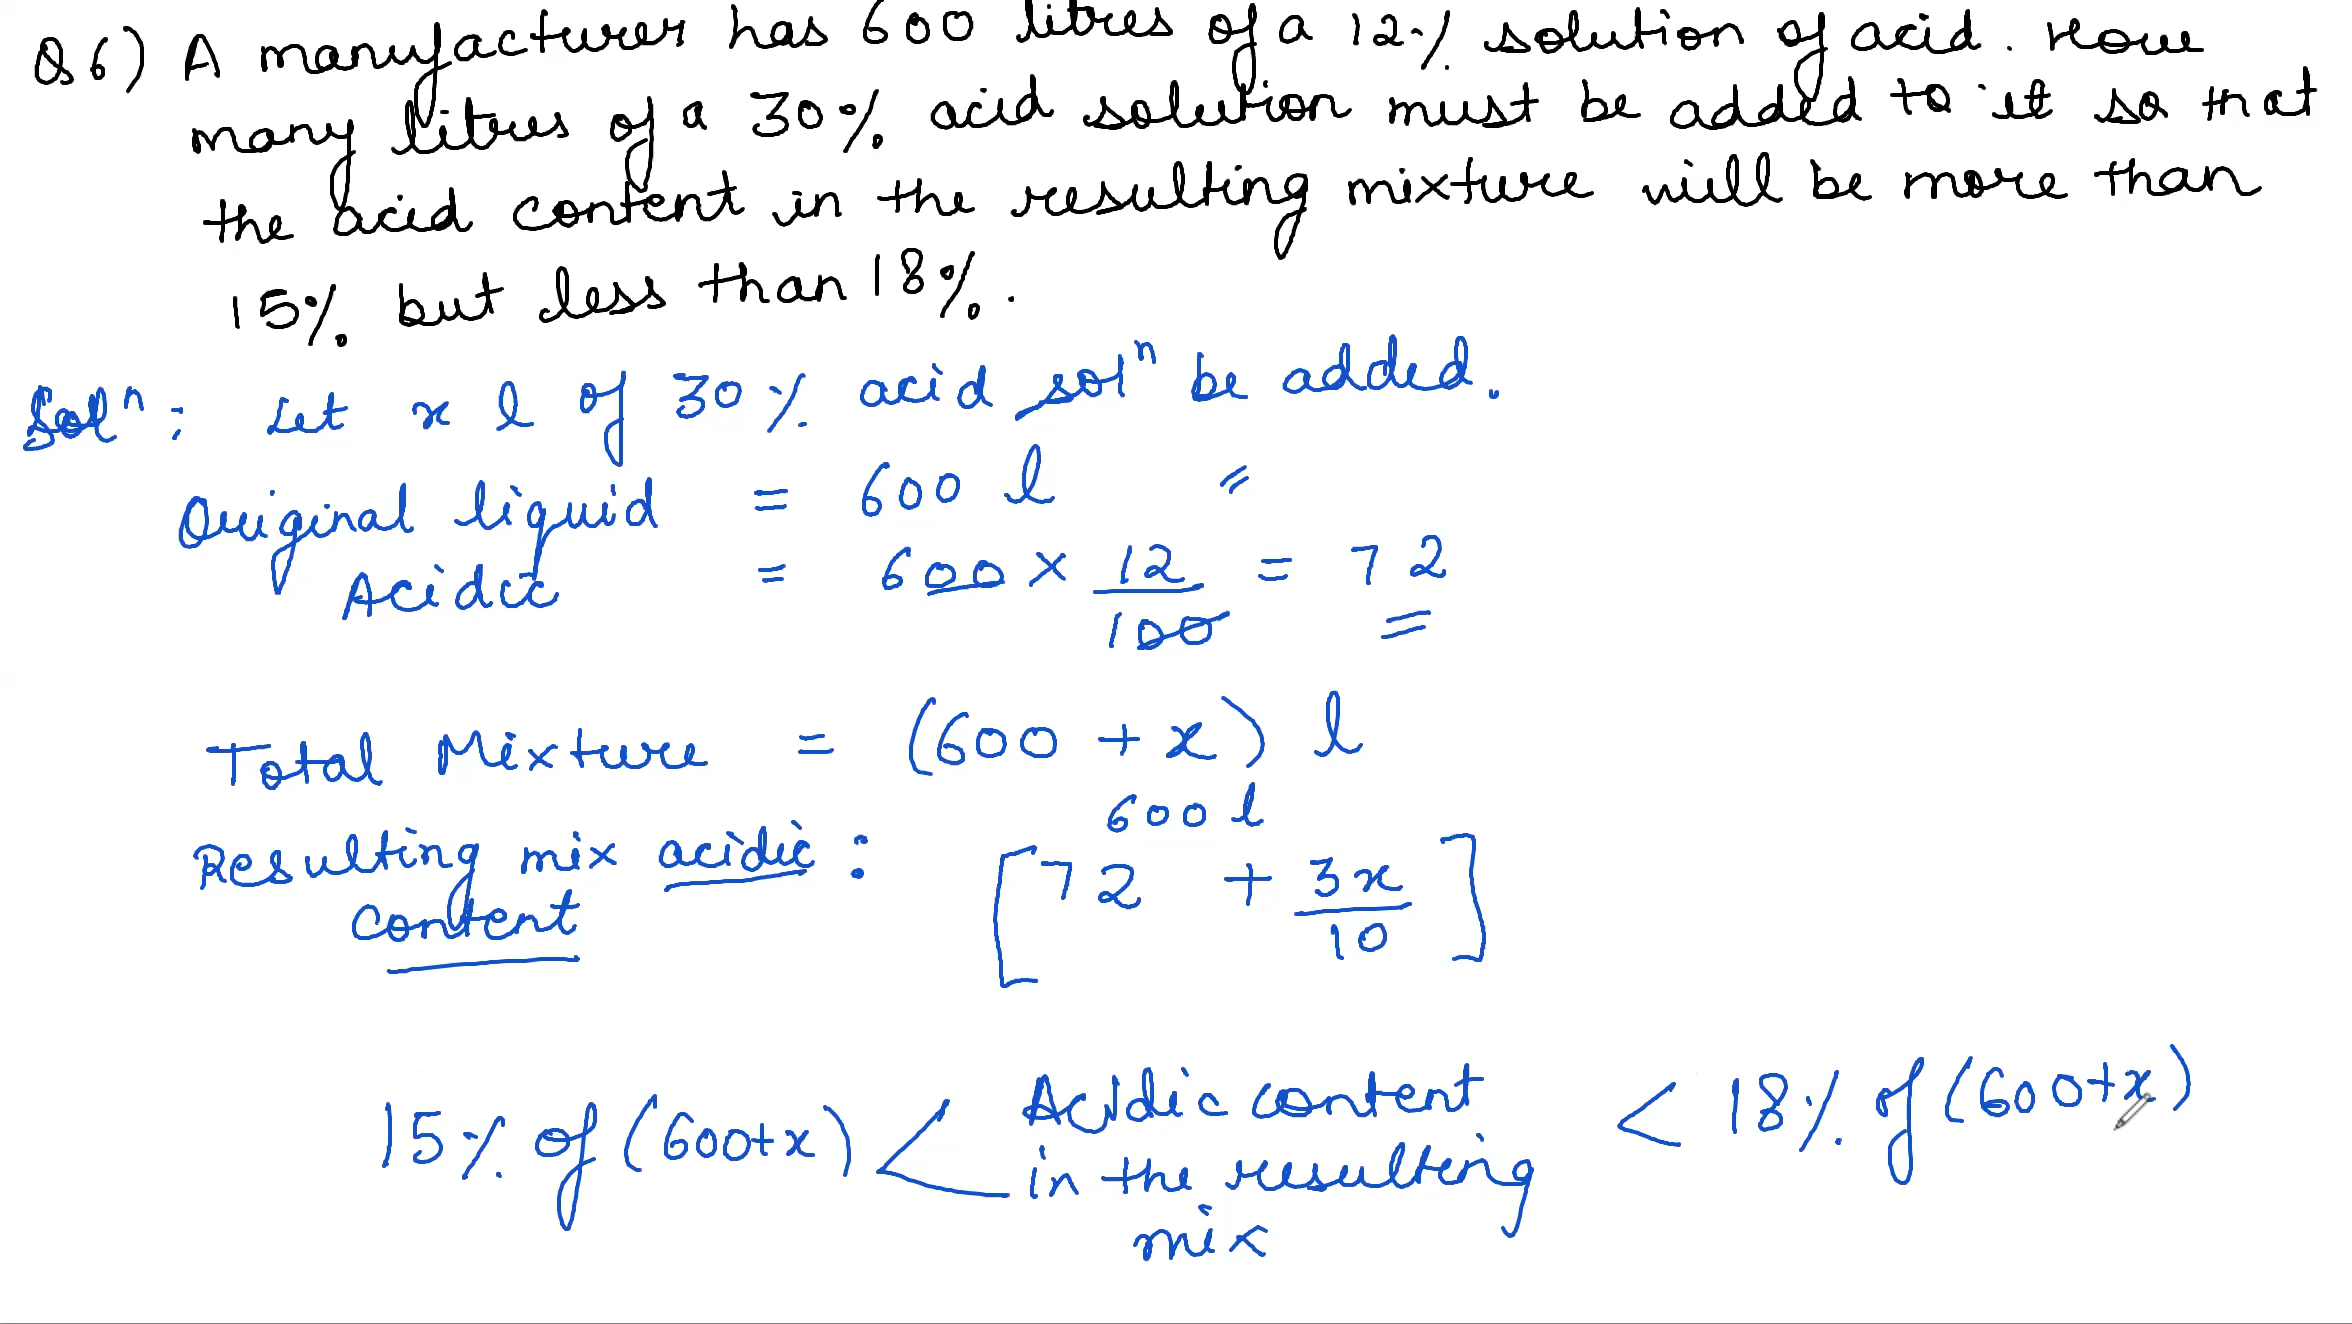 Q6) A manufacturer has 600 litres of a 12% solution of acid. How
many litres of a 30% acid solution must be added to it so that
the acid content in the resulting mixture will be more than
15% but less than 18%.
Solⁿ: Let x l of 30% acid solⁿ be added.
Original liquid = 600 l =
Acidic = 600 × 12/100 = 72
Total Mixture = (600 + x) l
600 l
Resulting mix acidic content : [72 + 3x/10]
15% of (600+x) < Acidic content in the resulting mix < 18% of (600+x)